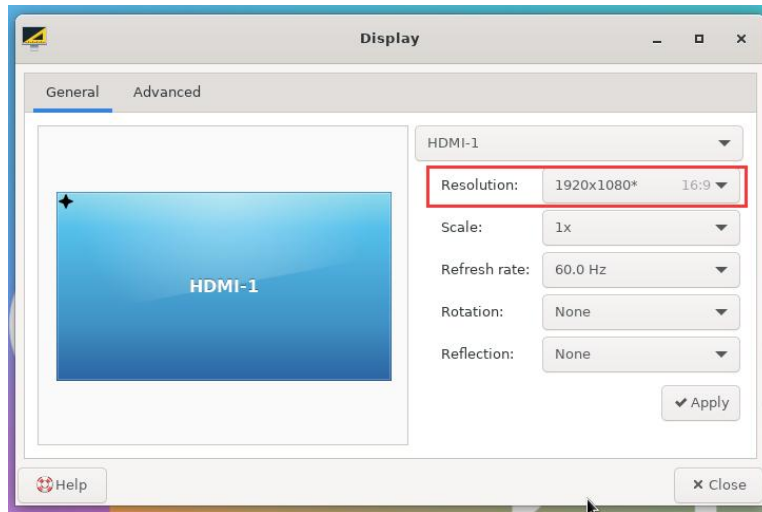 Display
General Advanced
HDMI-1
HDMI-1
Resolution: 1920x1080* 16:9
Scale: 1x
Refresh rate: 60.0 Hz
Rotation: None
Reflection: None
Apply
Help Close